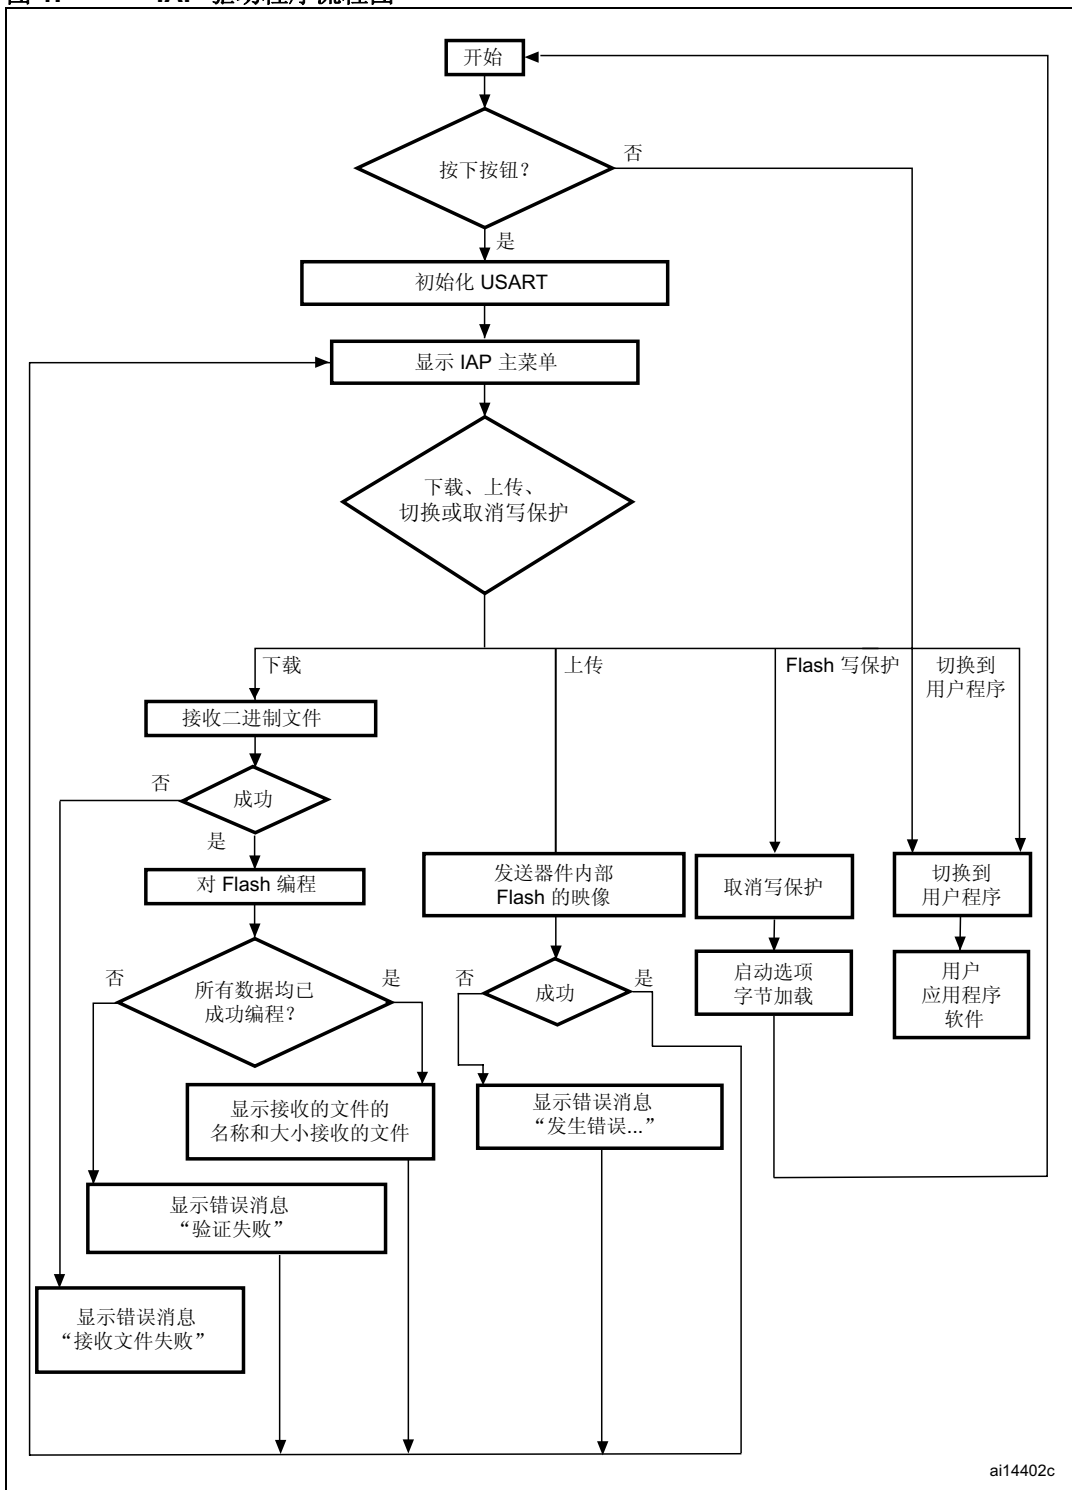 IAP 驱动程序流程图
开始
按下按钮？
否
是
初始化 USART
显示 IAP 主菜单
下载、上传、
切换或取消写保护
下载
上传
Flash 写保护
切换到
用户程序
接收二进制文件
否
成功
是
对 Flash 编程
发送器件内部
Flash 的映像
取消写保护
切换到
用户程序
否
所有数据均已
成功编程？
是
否
成功
是
启动选项
字节加载
用户
应用程序
软件
显示接收的文件的
名称和大小接收的文件
显示错误消息
“发生错误...”
显示错误消息
“验证失败”
显示错误消息
“接收文件失败”
ai14402c